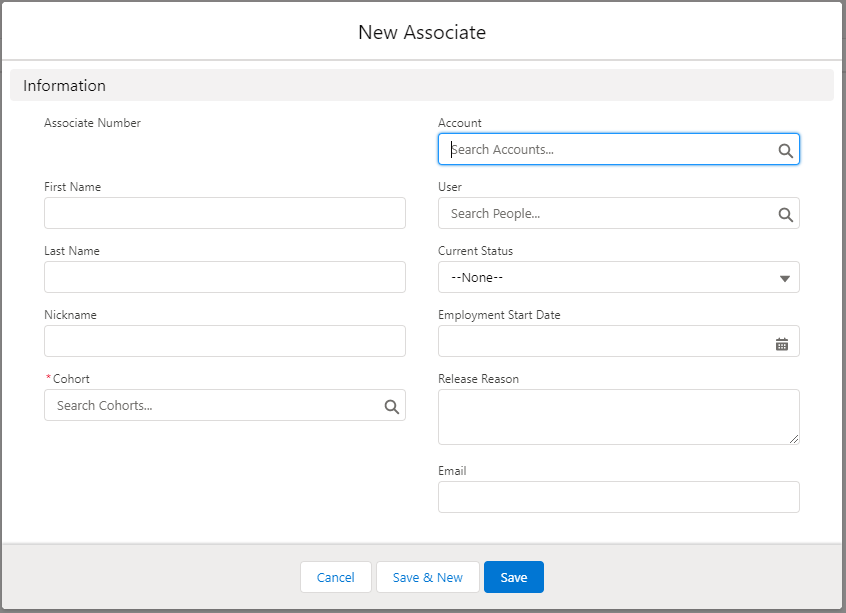 New Associate
Information
Associate Number
Account
Search Accounts...
First Name
User
Search People...
Last Name
Current Status
--None--
Nickname
Employment Start Date
*Cohort
Search Cohorts...
Release Reason
Email
Cancel
Save & New
Save